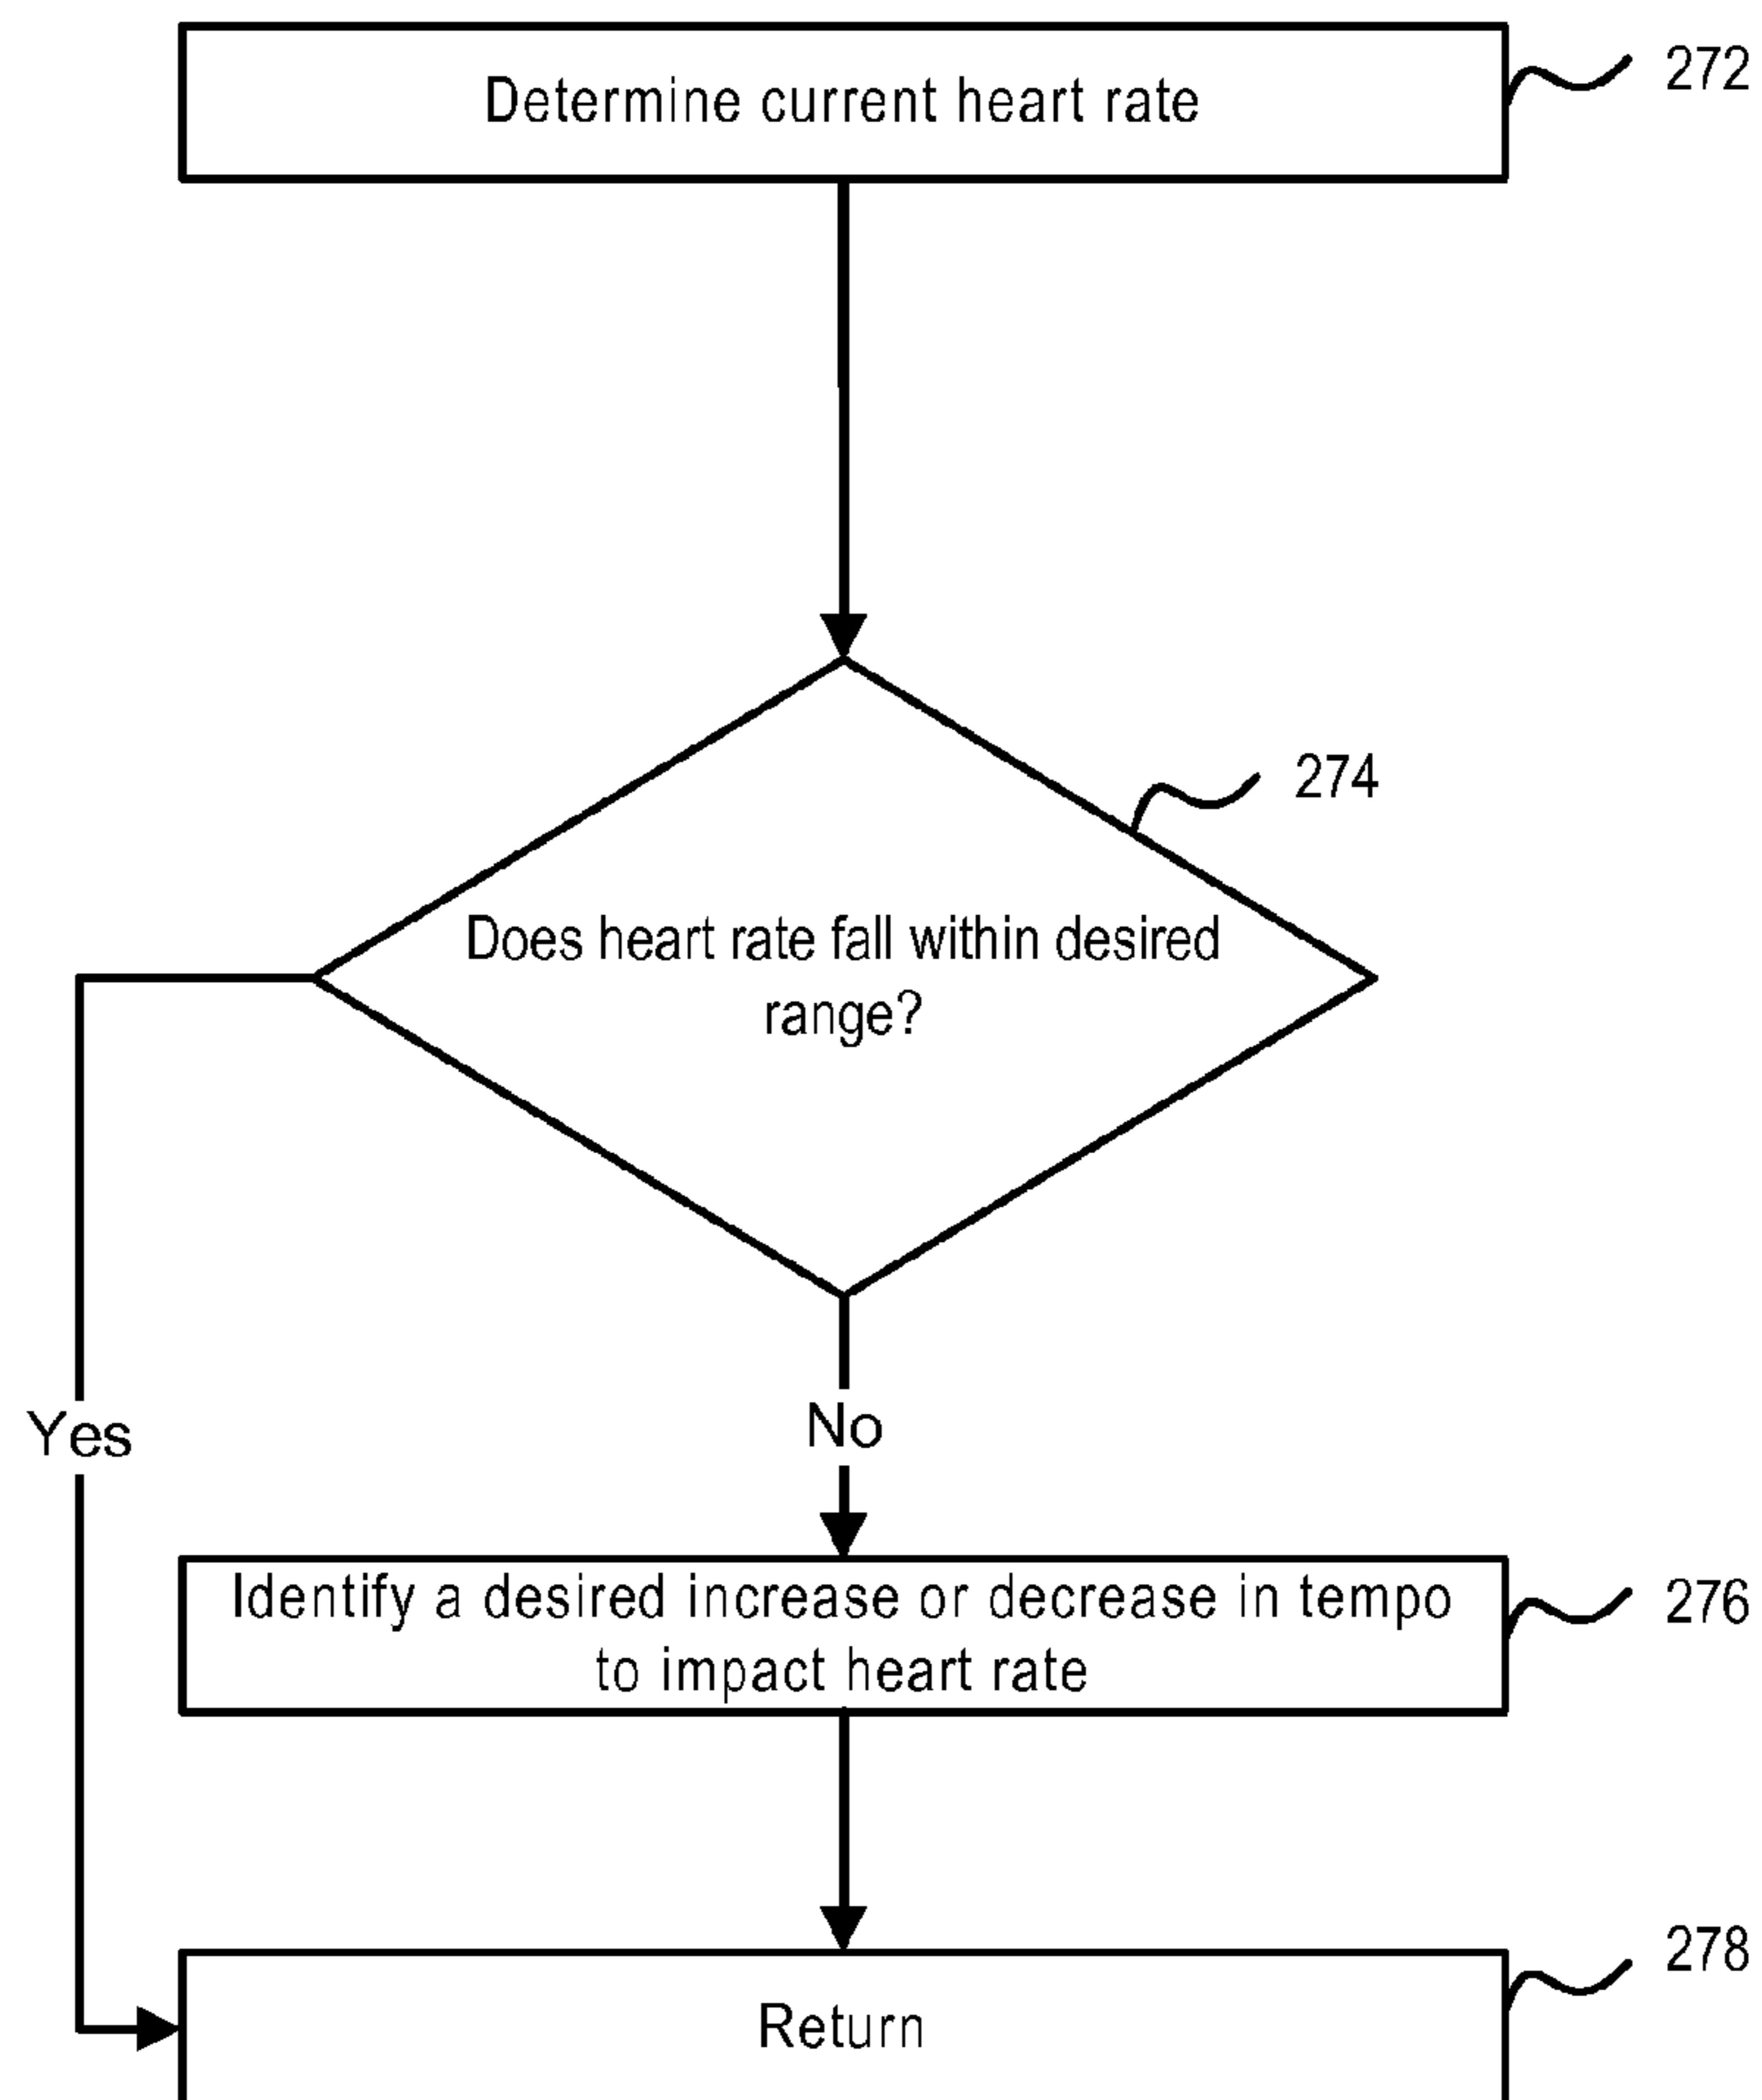 Determine current heart rate
272
274
Does heart rate fall within desired
range?
Yes
No
Identify a desired increase or decrease in tempo
to impact heart rate
276
278
Return